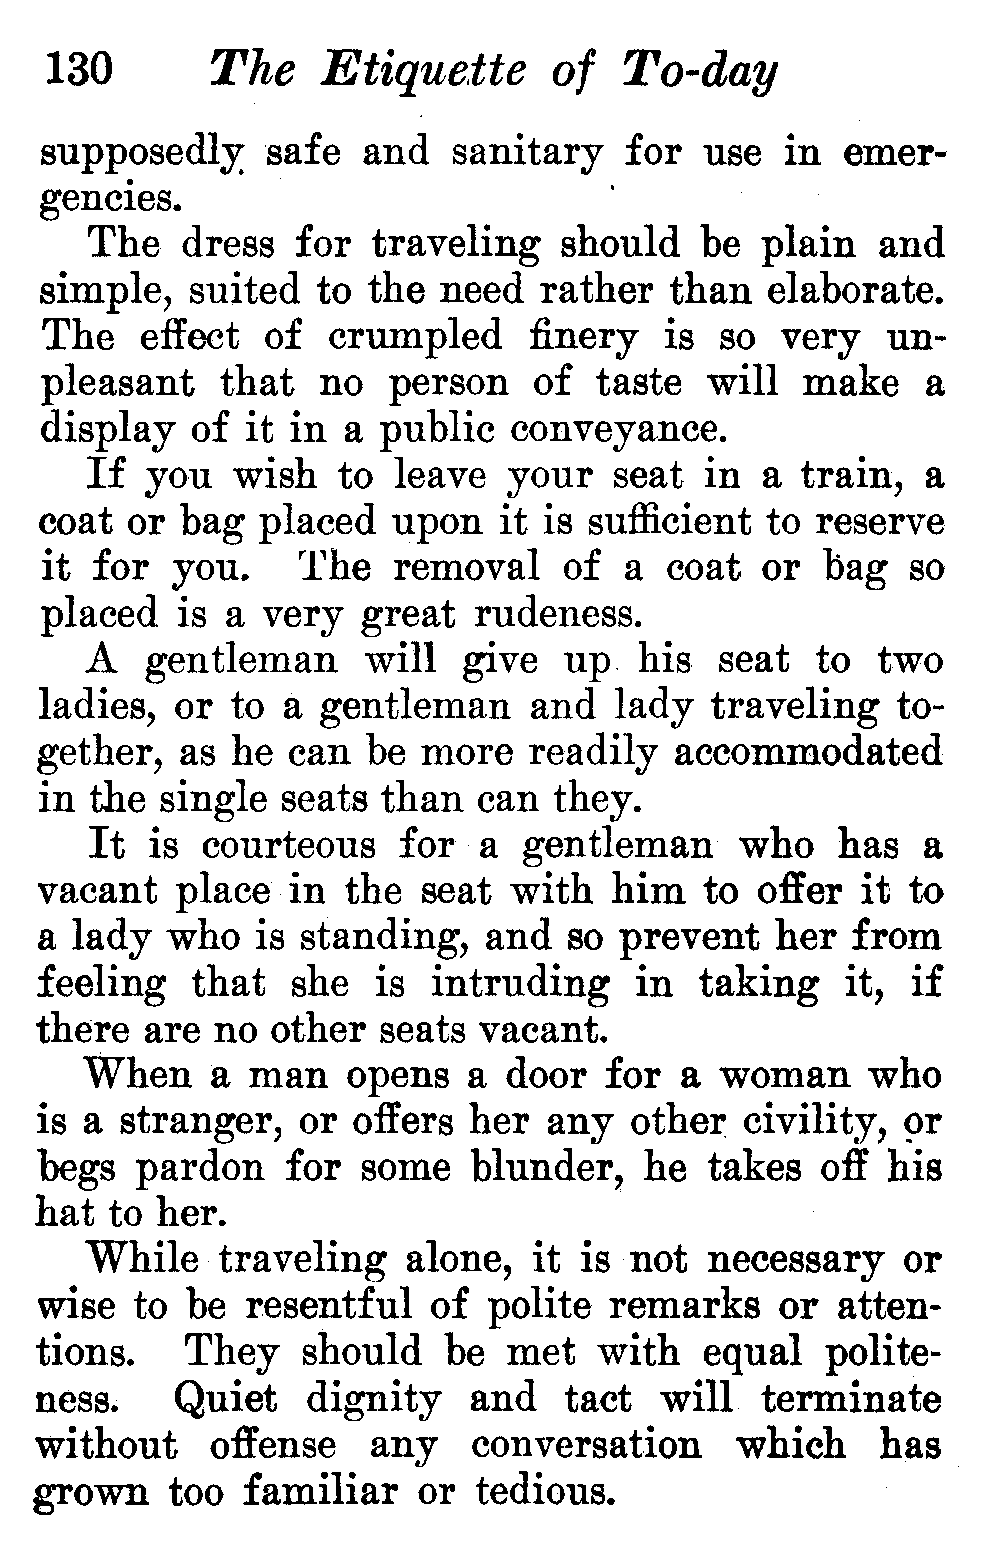 130 The Etiquette of To-day
supposedly safe and sanitary for use in emer-
gencies.
The dress for traveling should be plain and
simple, suited to the need rather than elaborate.
The effect of crumpled finery is so very un-
pleasant that no person of taste will make a
display of it in a public conveyance.
If you wish to leave your seat in a train, a
coat or bag placed upon it is sufficient to reserve
it for you. The removal of a coat or bag so
placed is a very great rudeness.
A gentleman will give up his seat to two
ladies, or to a gentleman and lady traveling to-
gether, as he can be more readily accommodated
in the single seats than can they.
It is courteous for a gentleman who has a
vacant place in the seat with him to offer it to
a lady who is standing, and so prevent her from
feeling that she is intruding in taking it, if
there are no other seats vacant.
When a man opens a door for a woman who
is a stranger, or offers her any other civility, or
begs pardon for some blunder, he takes off his
hat to her.
While traveling alone, it is not necessary or
wise to be resentful of polite remarks or atten-
tions. They should be met with equal polite-
ness. Quiet dignity and tact will terminate
without offense any conversation which has
grown too familiar or tedious.